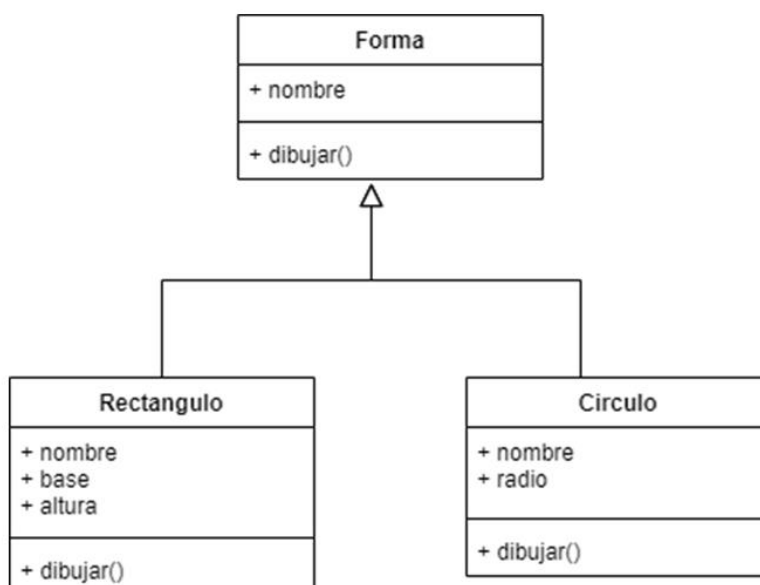 Forma
+ nombre
+ dibujar()
Rectangulo
+ nombre
+ base
+ altura
+ dibujar()
Circulo
+ nombre
+ radio
+ dibujar()